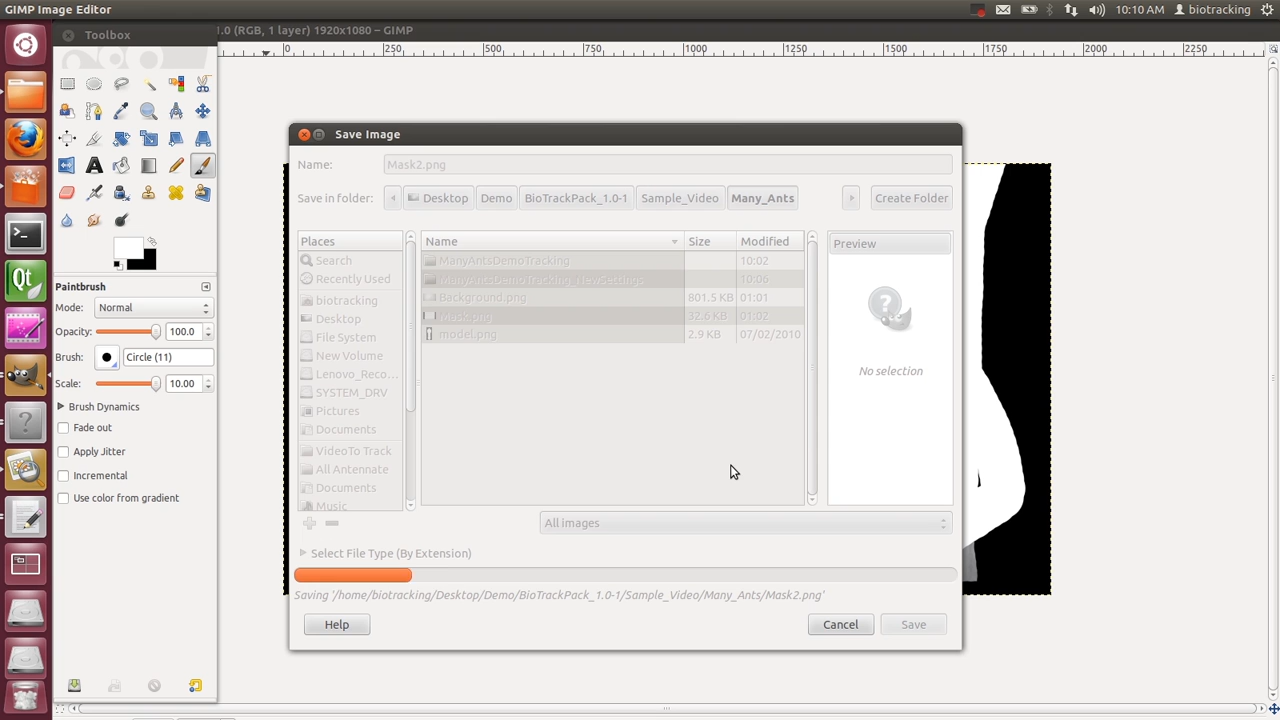 GIMP Image Editor
10:10 AM
biotracking
Toolbox
1.0 (RGB, 1 layer) 1920x1080 – GIMP
0
250
500
750
1000
1250
1500
1750
2000
2250
Save Image
Name:
Mask2.png
Save in folder:
Desktop
Demo
BioTrackPack_1.0-1
Sample_Video
Many_Ants
Create Folder
Places
Name
Size
Modified
Preview
Search
ManyAntsDemoTracking
10:02
Recently Used
ManyAntsDemoTracking_NewSettings
10:06
biotracking
Background.png
801.5 KB
01:01
Desktop
Mask.png
32.6 KB
01:02
File System
model.png
2.9 KB
07/02/2010
New Volume
Lenovo_Reco...
No selection
SYSTEM_DRV
Pictures
Documents
VideoTo Track
All Antennate
Documents
Music
All images
Select File Type (By Extension)
Saving '/home/biotracking/Desktop/Demo/BioTrackPack_1.0-1/Sample_Video/Many_Ants/Mask2.png'
Help
Cancel
Save
Paintbrush
Mode:
Normal
Opacity:
100.0
Brush:
Circle (11)
Scale:
10.00
Brush Dynamics
Fade out
Apply Jitter
Incremental
Use color from gradient
Qt